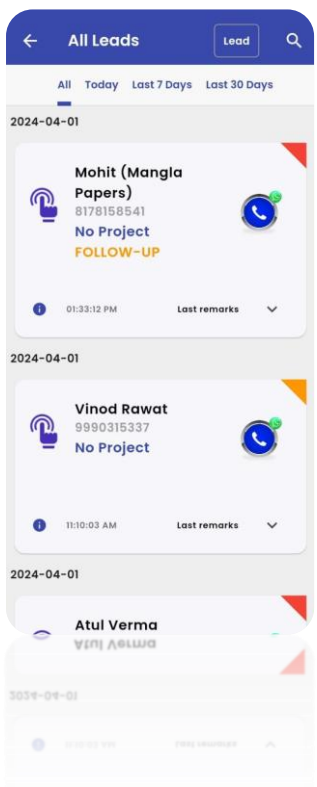 All Leads
Lead
All Today Last 7 Days Last 30 Days
2024-04-01
Mohit (Mangla
Papers)
8178158541
No Project
FOLLOW-UP
01:33:12 PM Last remarks
2024-04-01
Vinod Rawat
9990315337
No Project
11:10:03 AM Last remarks
2024-04-01
Atul Verma